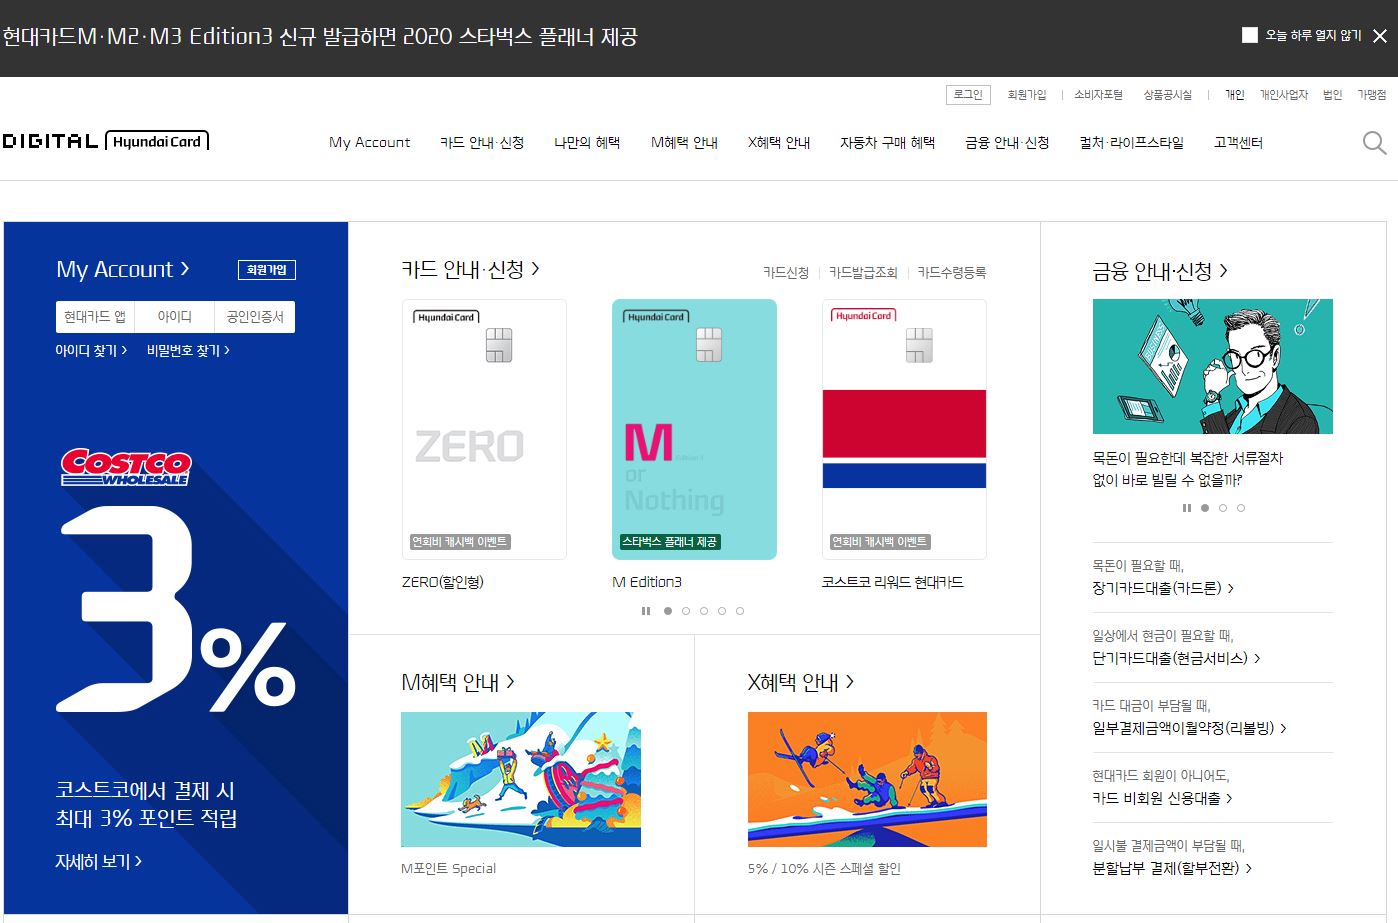 현대카드M·M2·M3 Edition3 신규 발급하면 2020 스타벅스 플래너 제공
오늘 하루 열지 않기
로그인 회원가입 소비자포털 상품공시실 개인 개인사업자 법인 가맹점
DIGITAL Hyundai Card
My Account 카드 안내·신청 나만의 혜택 M혜택 안내 X혜택 안내 자동차 구매 혜택 금융 안내·신청 컬처·라이프스타일 고객센터
My Account >
회원가입
현대카드 앱 아이디 공인인증서
아이디 찾기 > 비밀번호 찾기 >
COSTCO
WHOLESALE
3%
코스트코에서 결제 시
최대 3% 포인트 적립
자세히 보기 >
카드 안내·신청 >
카드신청 카드발급조회 카드수령등록
Hyundai Card
ZERO
연회비 캐시백 이벤트
ZERO(할인형)
Hyundai Card
M Edition 3
or
Nothing
스타벅스 플래너 제공
M Edition3
Hyundai Card
연회비 캐시백 이벤트
코스트코 리워드 현대카드
M혜택 안내 >
M
M포인트 Special
X혜택 안내 >
5% / 10% 시즌 스페셜 할인
금융 안내·신청 >
BUSINESS
목돈이 필요한데 복잡한 서류절차
없이 바로 빌릴 수 없을까?
목돈이 필요할 때,
장기카드대출(카드론) >
일상에서 현금이 필요할 때,
단기카드대출(현금서비스) >
카드 대금이 부담될 때,
일부결제금액이월약정(리볼빙) >
현대카드 회원이 아니어도,
카드 비회원 신용대출 >
일시불 결제금액이 부담될 때,
분할납부 결제(할부전환) >